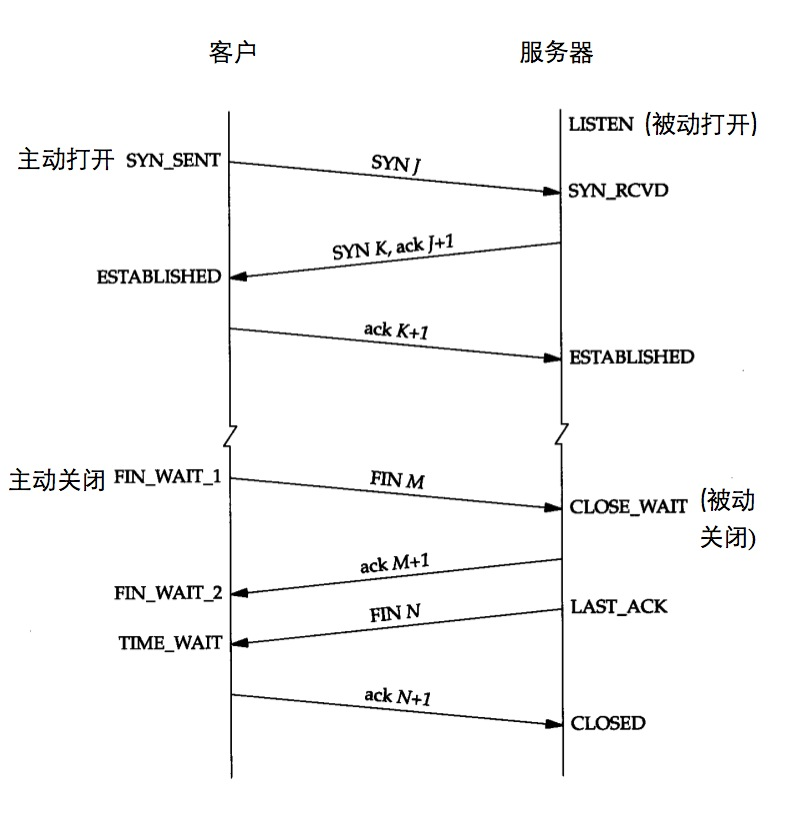 客户 服务器
LISTEN (被动打开)
主动打开 SYN_SENT SYN J
SYN_RCVD
SYN K, ack J+1
ESTABLISHED
ack K+1
ESTABLISHED
主动关闭 FIN_WAIT_1 FIN M
CLOSE_WAIT (被动
关闭)
ack M+1
FIN_WAIT_2
FIN N LAST_ACK
TIME_WAIT
ack N+1
CLOSED